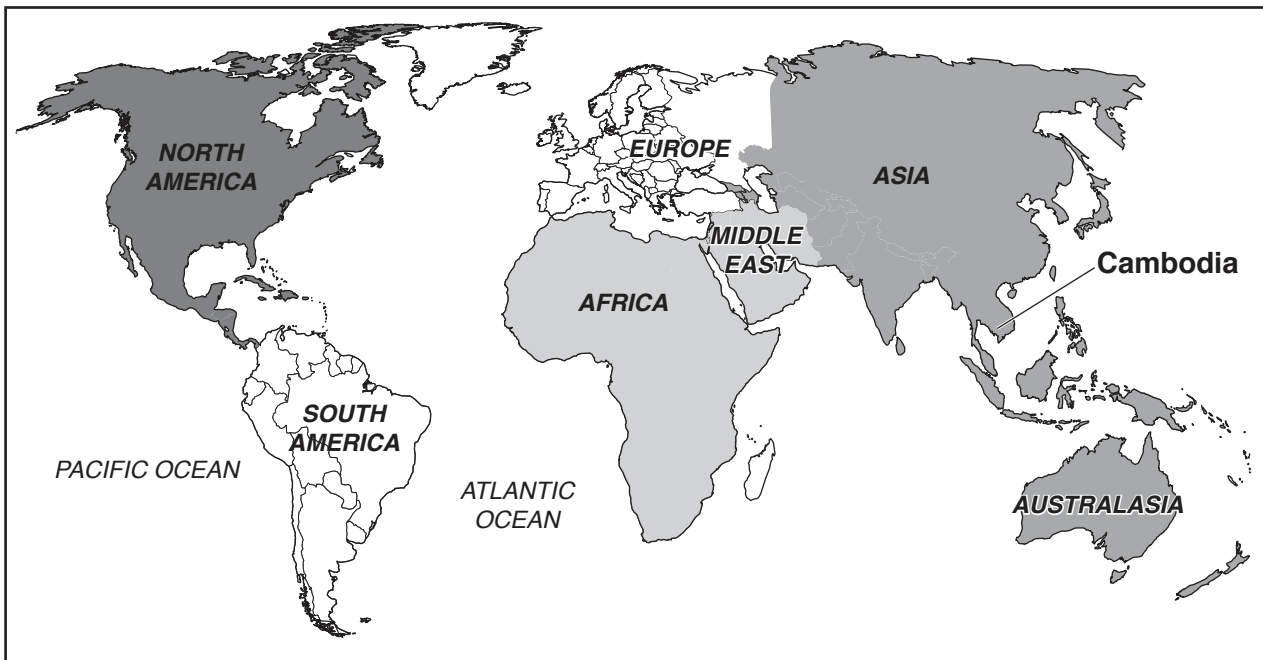 NORTH
AMERICA
EUROPE
ASIA
MIDDLE
EAST
Cambodia
AFRICA
SOUTH
AMERICA
PACIFIC OCEAN
ATLANTIC
OCEAN
AUSTRALASIA